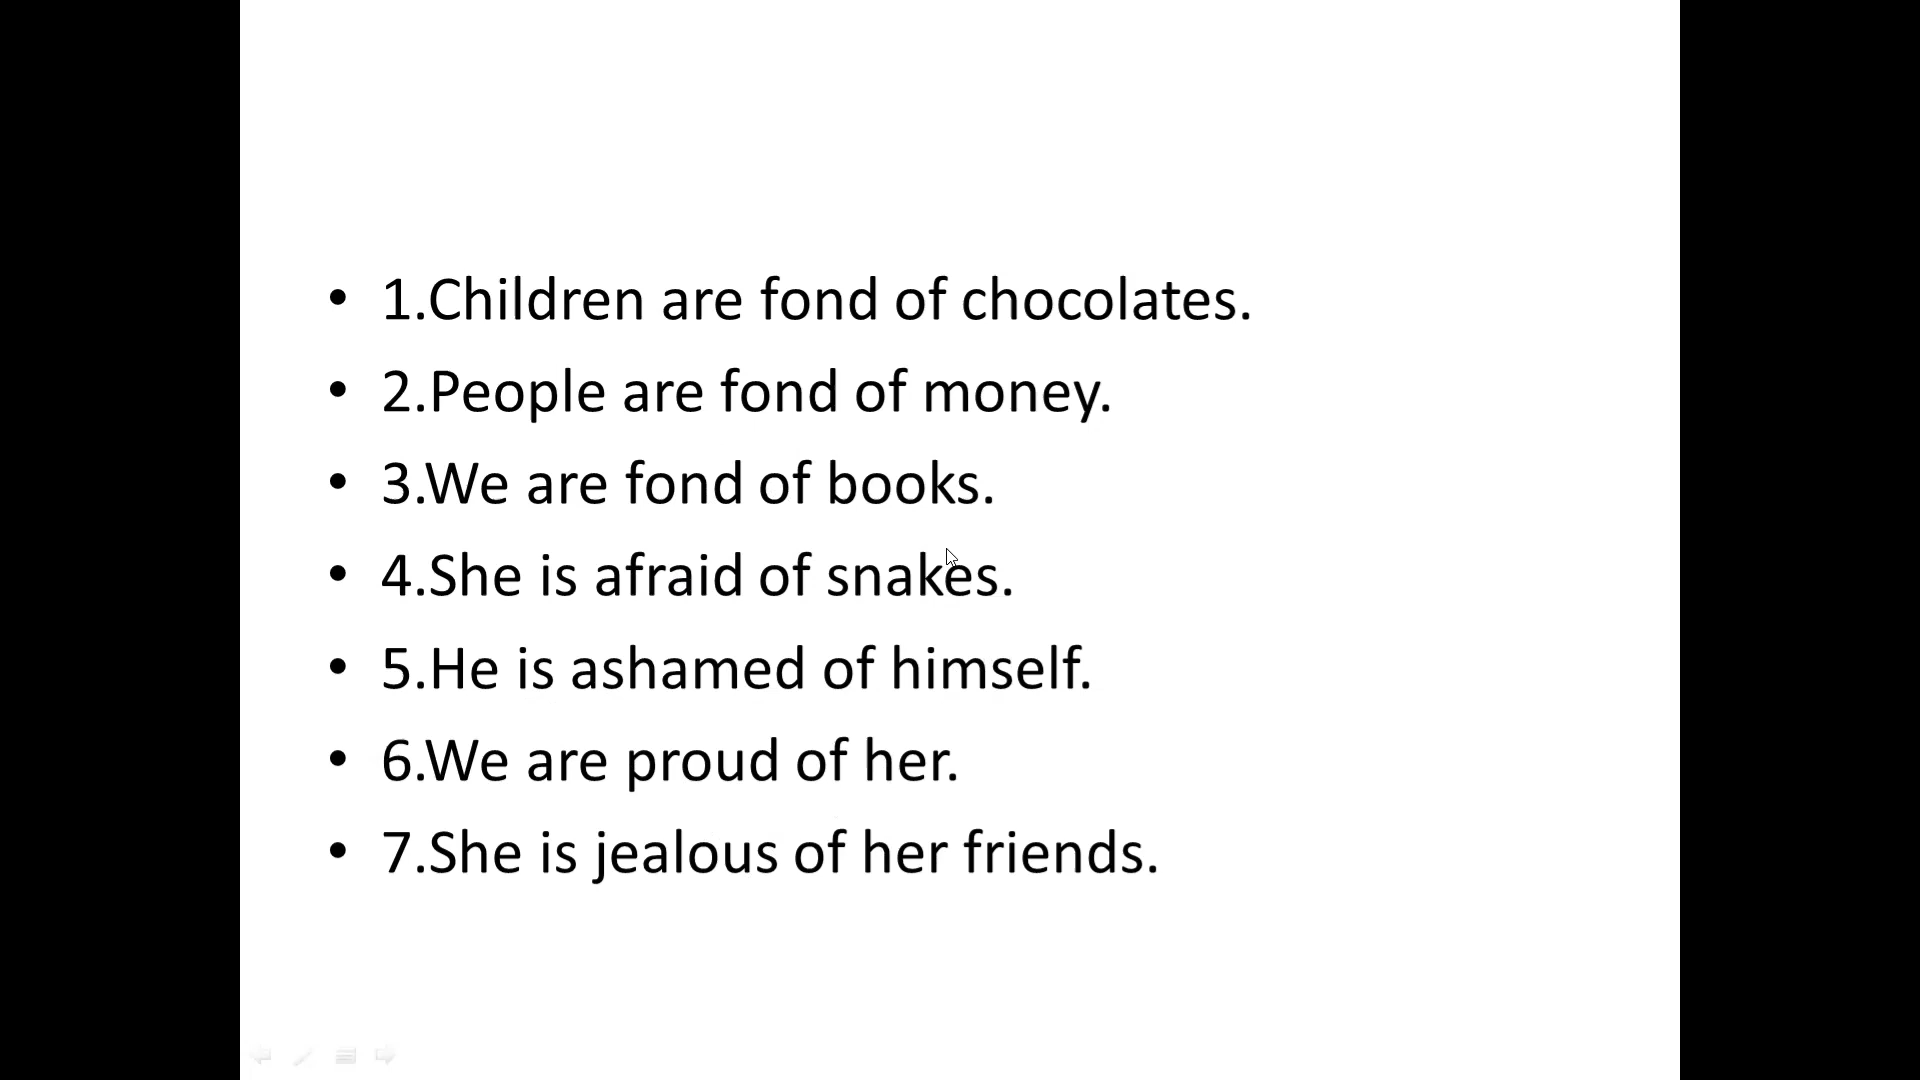 • 1.Children are fond of chocolates.
• 2.People are fond of money.
• 3.We are fond of books.
• 4.She is afraid of snakes.
• 5.He is ashamed of himself.
• 6.We are proud of her.
• 7.She is jealous of her friends.